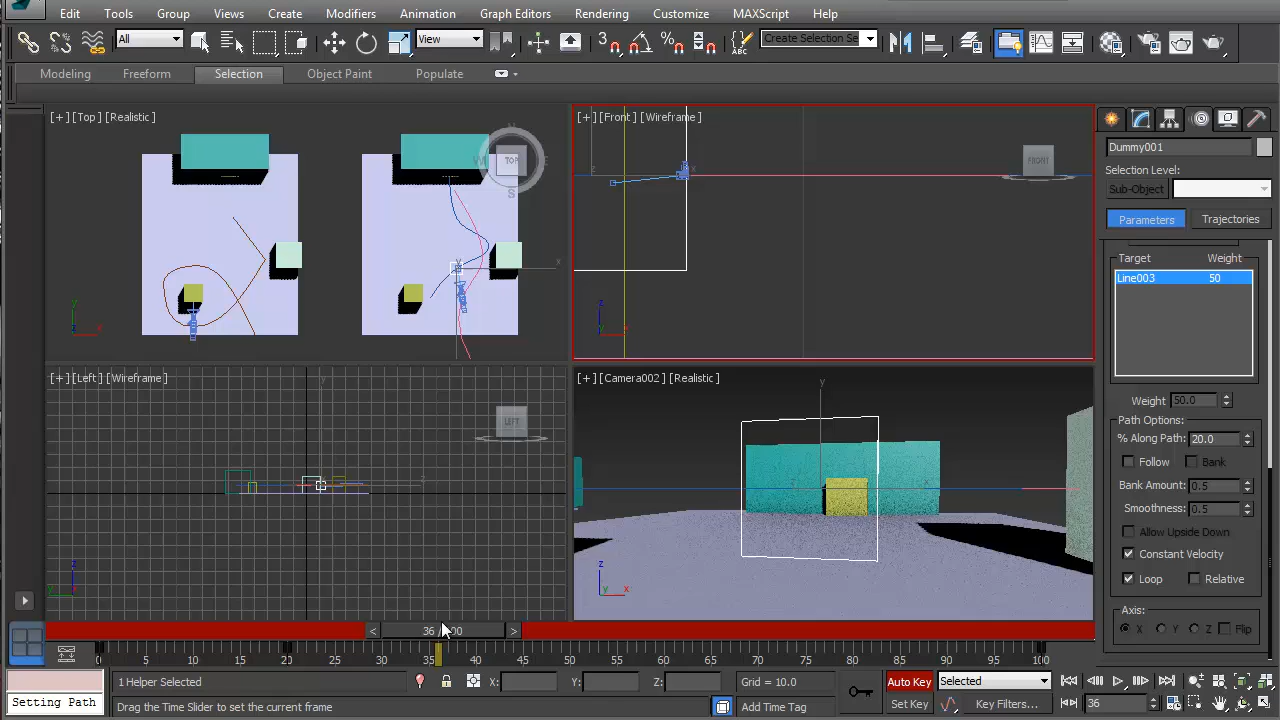 Edit Tools Group Views Create Modifiers Animation Graph Editors Rendering Customize MAXScript Help
All View 3 % Create Selection Se
Modeling Freeform Selection Object Paint Populate
[+] [Top] [Realistic]
[+] [Front] [Wireframe]
TOP
S
FRONT
Dummy001
Selection Level:
Sub-Object
Parameters Trajectories
Target Weight
Line003 50
Weight 50.0
Path Options:
% Along Path: 20.0
Follow Bank
Bank Amount: 0.5
Smoothness: 0.5
Allow Upside Down
Constant Velocity
Loop Relative
Axis:
Y Z Flip
[+] [Left] [Wireframe]
[+] [Camera002] [Realistic]
LEFT
< 36 / 100 >
0 5 10 15 20 25 30 35 40 45 50 55 60 65 70 75 80 85 90 95 100
1 Helper Selected X: Y: Z: Grid = 10.0 Auto Key Selected
Setting Path Drag the Time Slider to set the current frame Add Time Tag Set Key Key Filters... 36